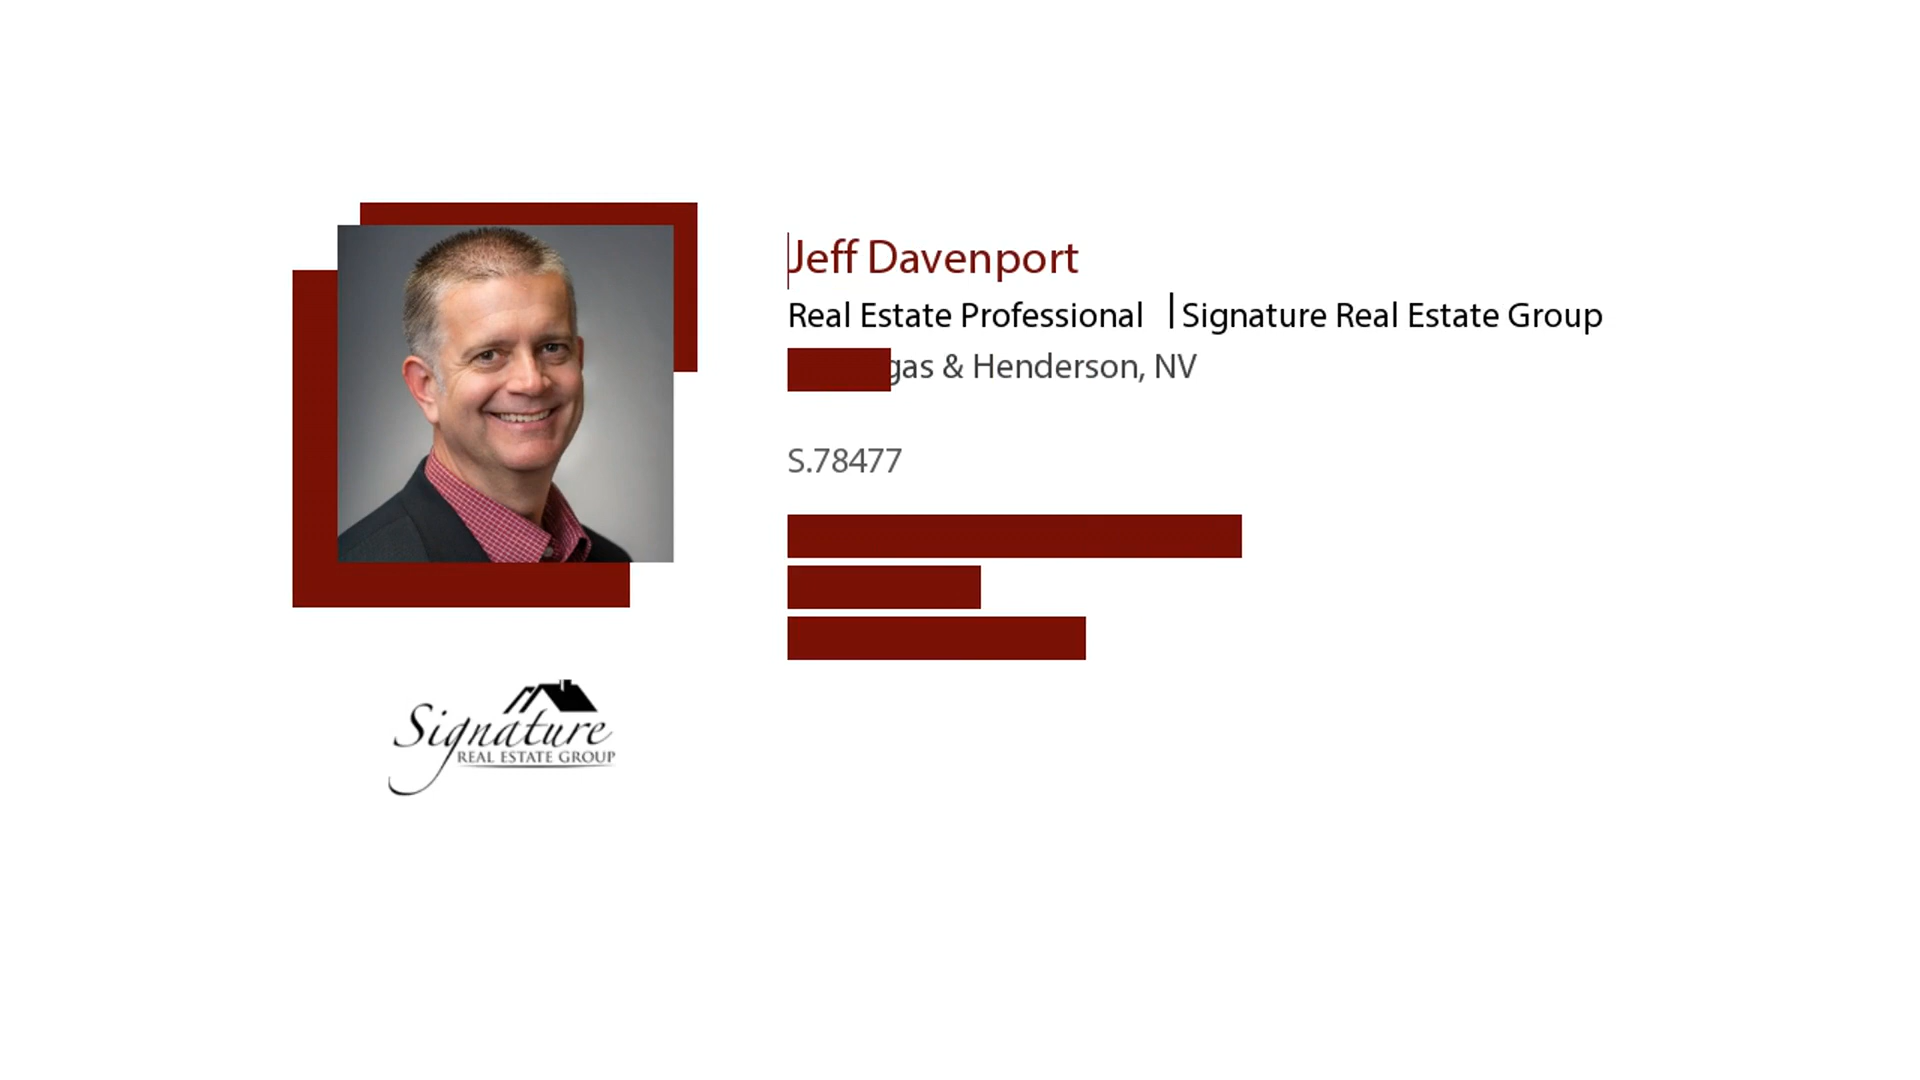 Jeff Davenport
Real Estate Professional | Signature Real Estate Group
gas & Henderson, NV
S.78477
Signature
REAL ESTATE GROUP